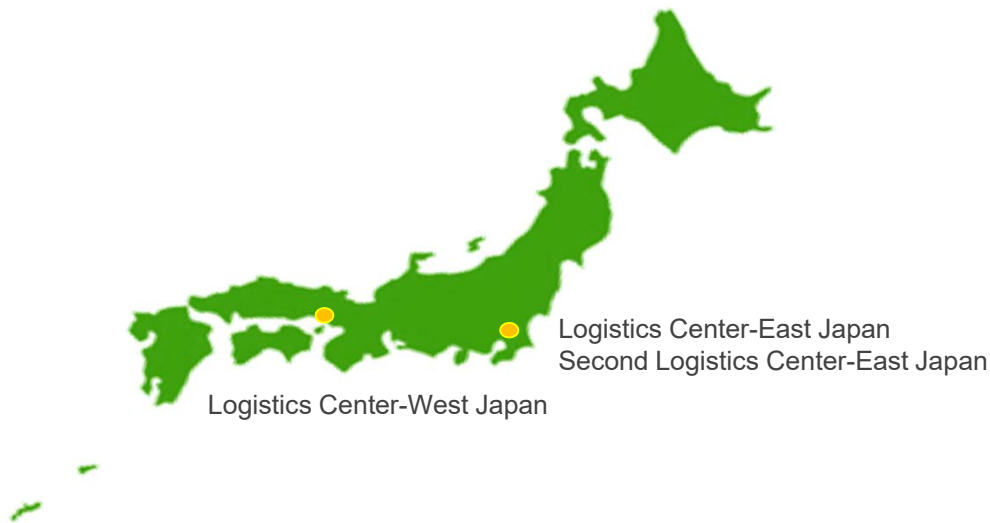 Logistics Center-East Japan
Second Logistics Center-East Japan
Logistics Center-West Japan